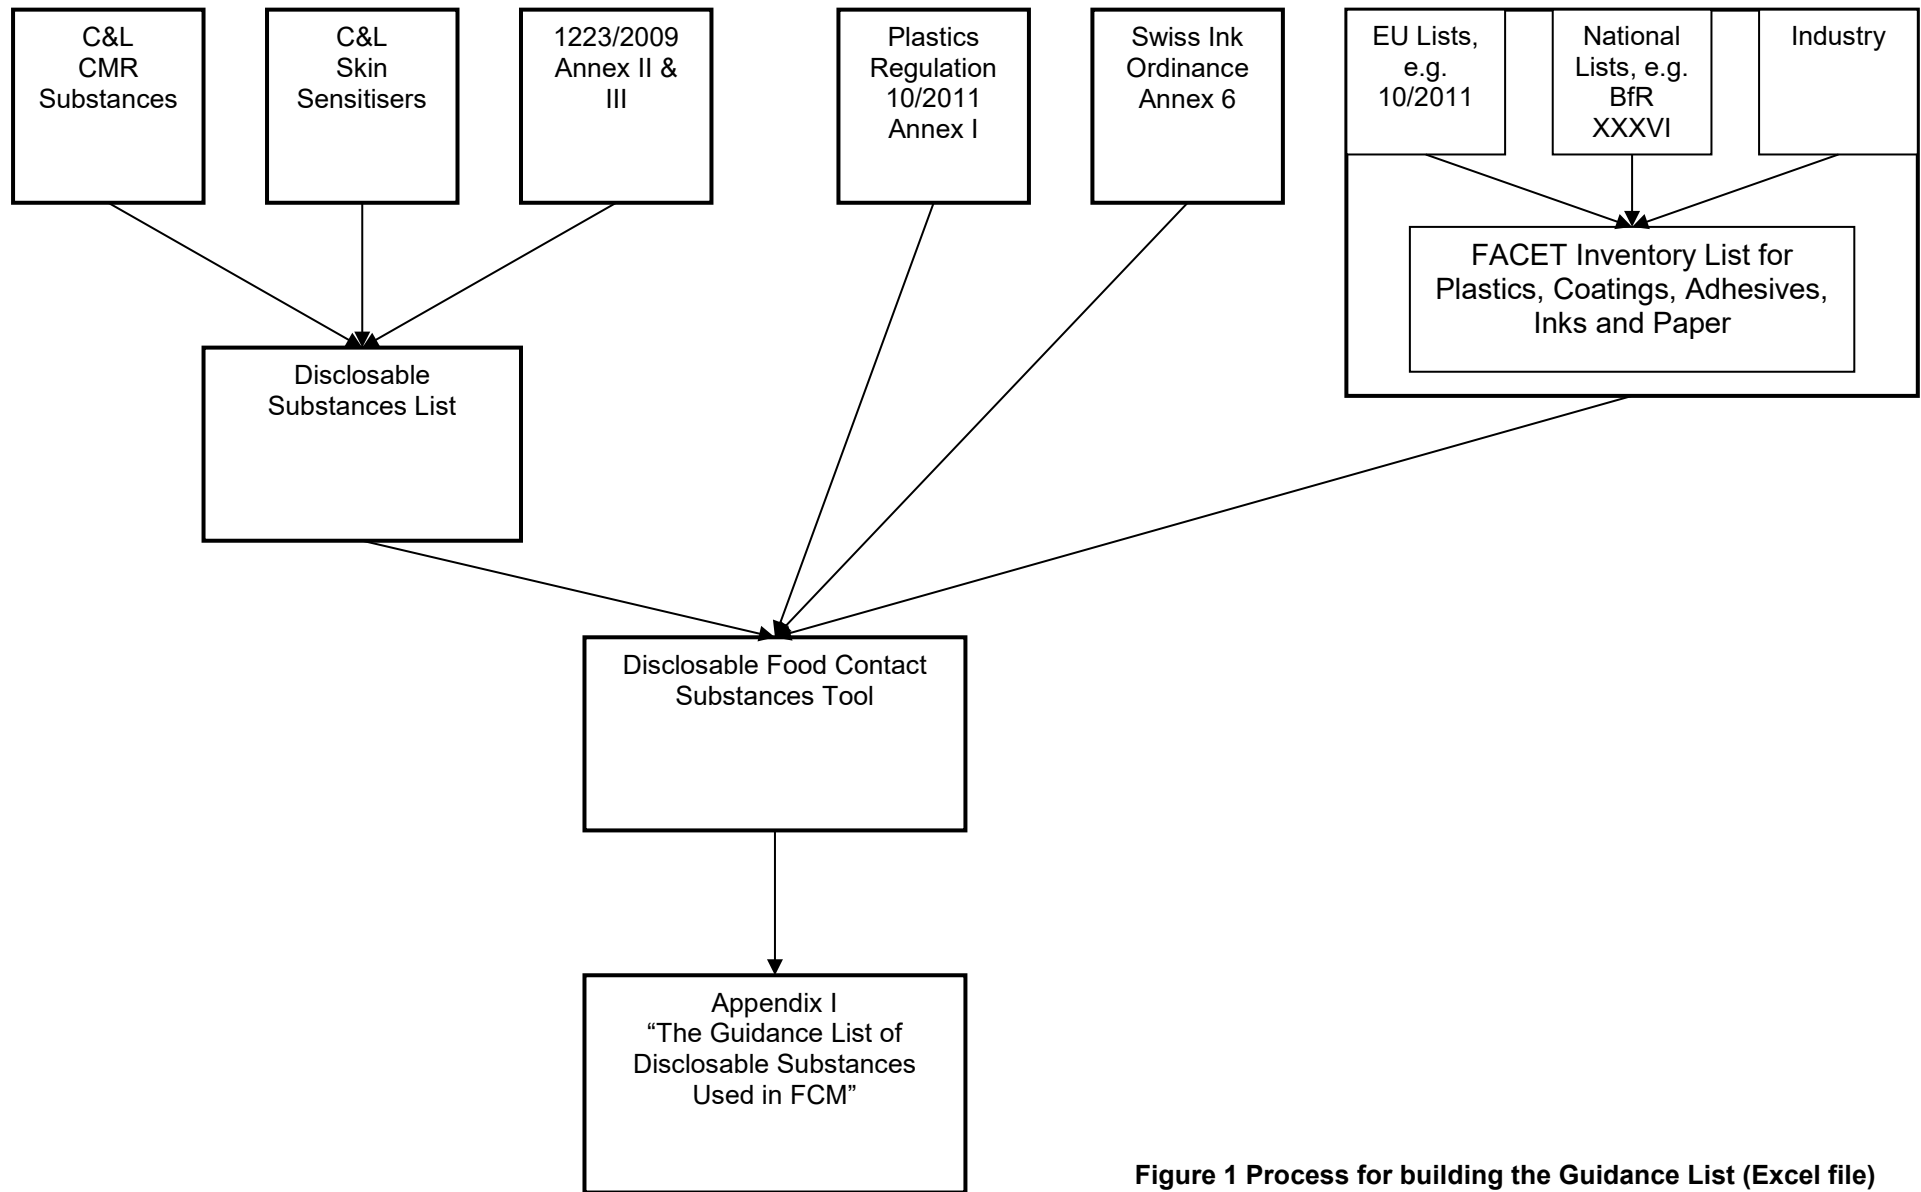 C&L
CMR
Substances
C&L
Skin
Sensitisers
1223/2009
Annex II &
III
Plastics
Regulation
10/2011
Annex I
Swiss Ink
Ordinance
Annex 6
EU Lists,
e.g.
10/2011
National
Lists, e.g.
BfR
XXXVI
Industry
FACET Inventory List for
Plastics, Coatings, Adhesives,
Inks and Paper
Disclosable
Substances List
Disclosable Food Contact
Substances Tool
Appendix I
“The Guidance List of
Disclosable Substances
Used in FCM”
Figure 1 Process for building the Guidance List (Excel file)